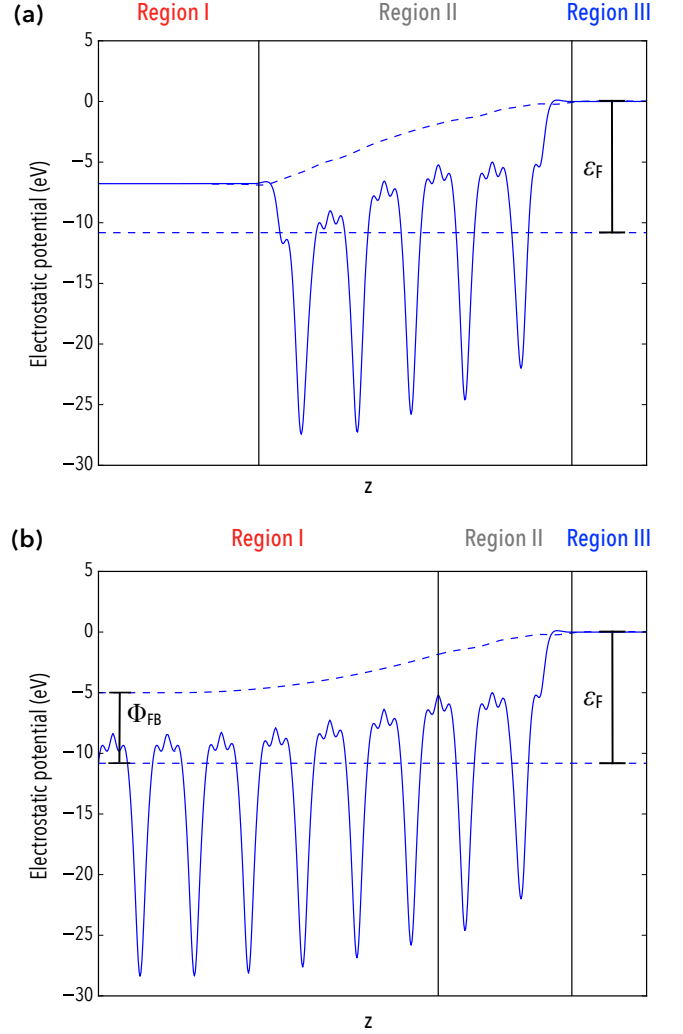 (a) Region I Region II Region III
5
0
−5
−10
−15
−20
−25
−30
Electrostatic potential (eV)
εF
z
(b) Region I Region II Region III
5
0
−5
−10
−15
−20
−25
−30
Electrostatic potential (eV)
ΦFB
εF
z